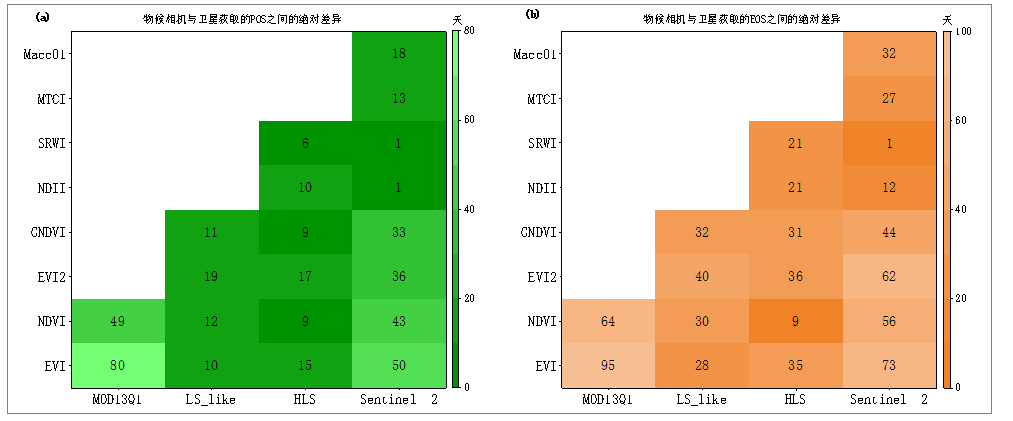 (a) 物候相机与卫星获取的POS之间的绝对差异 天
Macc01 18
MTCI 13
SRWI 6 1
NDII 10 1
CNDVI 11 9 33
EVI2 19 17 36
NDVI 49 12 9 43
EVI 80 10 15 50
MOD13Q1 LS_like HLS Sentinel 2
80
60
40
20
0
(b) 物候相机与卫星获取的EOS之间的绝对差异 天
Macc01 32
MTCI 27
SRWI 21 1
NDII 21 12
CNDVI 32 31 44
EVI2 40 36 62
NDVI 64 30 9 56
EVI 95 28 35 73
MOD13Q1 LS_like HLS Sentinel 2
100
80
60
40
20
0